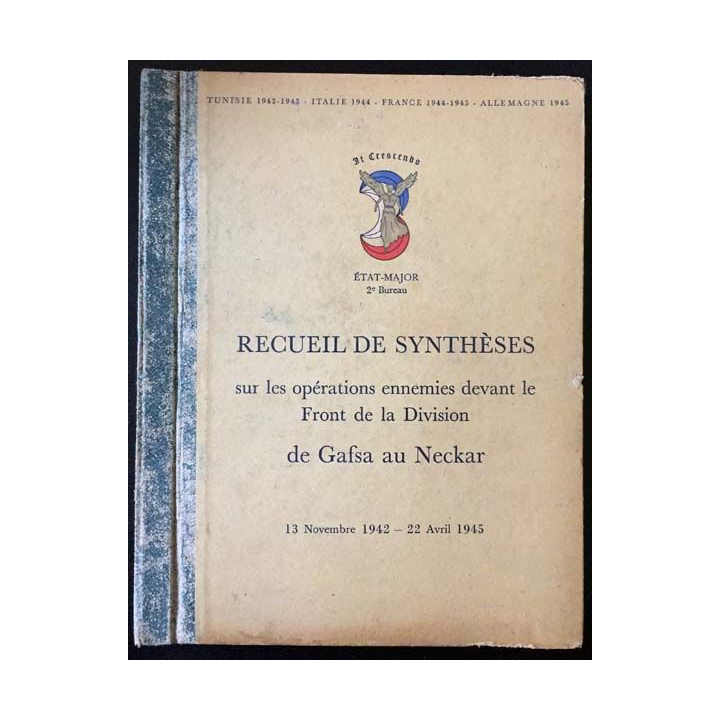 TUNISIE 1942-1943 - ITALIE 1944 - FRANCE 1944-1945 - ALLEMAGNE 1945
It Crescendo
3
ÉTAT-MAJOR
2e Bureau
RECUEIL DE SYNTHÈSES
sur les opérations ennemies devant le
Front de la Division
de Gafsa au Neckar
13 Novembre 1942 – 22 Avril 1945